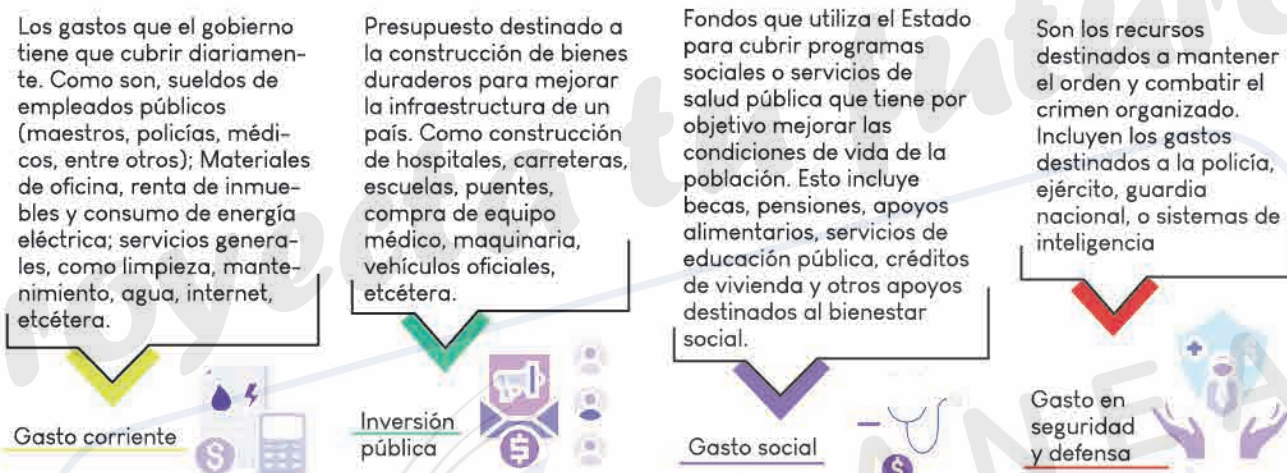 Los gastos que el gobierno
tiene que cubrir diariamen-
te. Como son, sueldos de
empleados públicos
(maestros, policías, médi-
cos, entre otros); Materiales
de oficina, renta de inmue-
bles y consumo de energía
eléctrica; servicios genera-
les, como limpieza, mante-
nimiento, agua, internet,
etcétera.
Gasto corriente
Presupuesto destinado a
la construcción de bienes
duraderos para mejorar
la infraestructura de un
país. Como construcción
de hospitales, carreteras,
escuelas, puentes,
compra de equipo
médico, maquinaria,
vehículos oficiales,
etcétera.
Inversión
pública
Fondos que utiliza el Estado
para cubrir programas
sociales o servicios de
salud pública que tiene por
objetivo mejorar las
condiciones de vida de la
población. Esto incluye
becas, pensiones, apoyos
alimentarios, servicios de
educación pública, créditos
de vivienda y otros apoyos
destinados al bienestar
social.
Gasto social
Son los recursos
destinados a mantener
el orden y combatir el
crimen organizado.
Incluyen los gastos
destinados a la policía,
ejército, guardia
nacional, o sistemas de
inteligencia
Gasto en
seguridad
y defensa